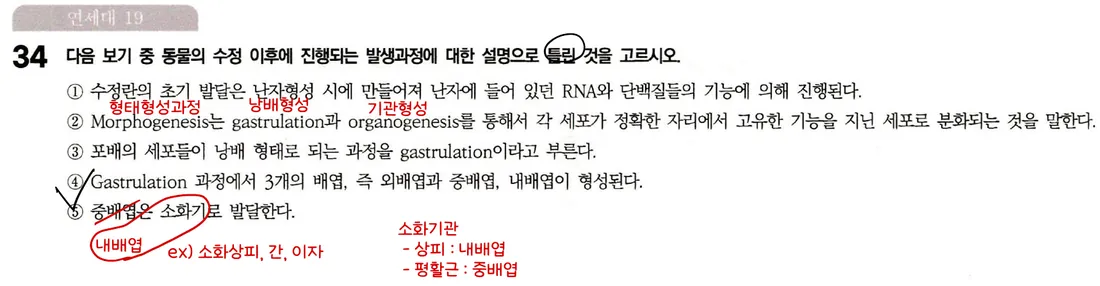 연세대 19
34 다음 보기 중 동물의 수정 이후에 진행되는 발생과정에 대한 설명으로 틀린 것을 고르시오.
① 수정란의 초기 발달은 난자형성 시에 만들어져 난자에 들어 있던 RNA와 단백질들의 기능에 의해 진행된다.
형태형성과정 낭배형성 기관형성
② Morphogenesis는 gastrulation과 organogenesis를 통해서 각 세포가 정확한 자리에서 고유한 기능을 지닌 세포로 분화되는 것을 말한다.
③ 포배의 세포들이 낭배 형태로 되는 과정을 gastrulation이라고 부른다.
④ Gastrulation 과정에서 3개의 배엽, 즉 외배엽과 중배엽, 내배엽이 형성된다.
⑤ 중배엽은 소화기로 발달한다.
내배엽 ex) 소화상피, 간, 이자
소화기관
- 상피 : 내배엽
- 평활근 : 중배엽